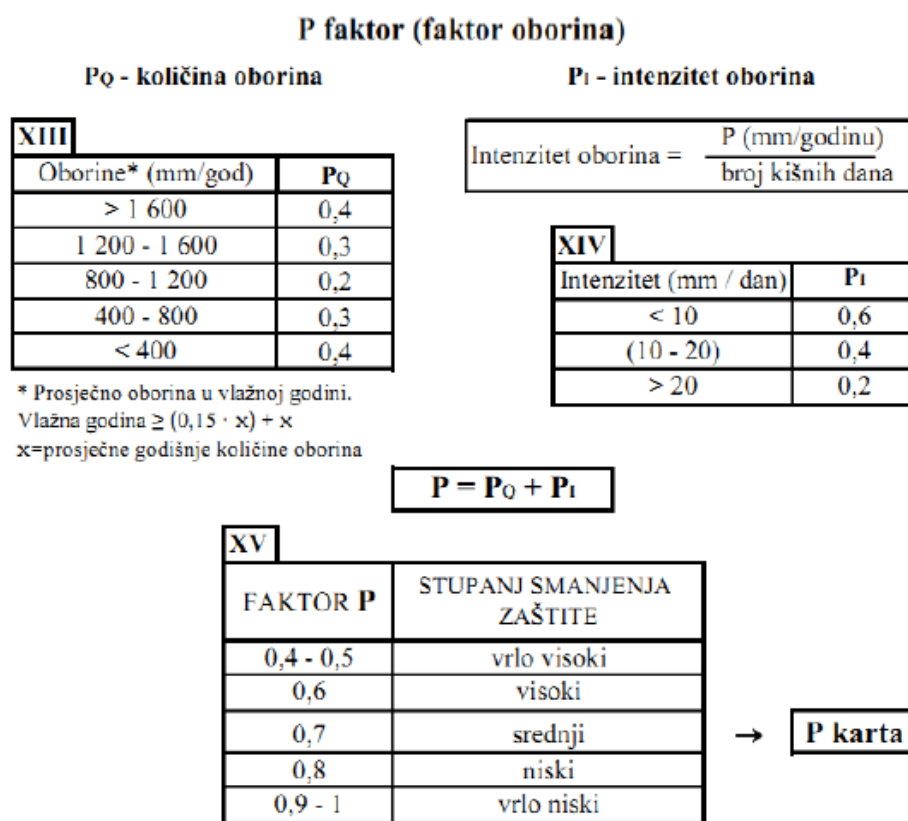 P faktor (faktor oborina)
PQ - količina oborina
PI - intenzitet oborina
XIII
Oborine* (mm/god) PQ
> 1 600 0,4
1 200 - 1 600 0,3
800 - 1 200 0,2
400 - 800 0,3
< 400 0,4
* Prosječno oborina u vlažnoj godini.
Vlažna godina ≥ (0,15 · x) + x
x=prosječne godišnje količine oborina
Intenzitet oborina = P (mm/godinu)
broj kišnih dana
XIV
Intenzitet (mm / dan) PI
< 10 0,6
(10 - 20) 0,4
> 20 0,2
P = PQ + PI
XV
FAKTOR P STUPANJ SMANJENJA
ZAŠTITE
0,4 - 0,5 vrlo visoki
0,6 visoki
0,7 srednji
0,8 niski
0,9 - 1 vrlo niski
→ P karta